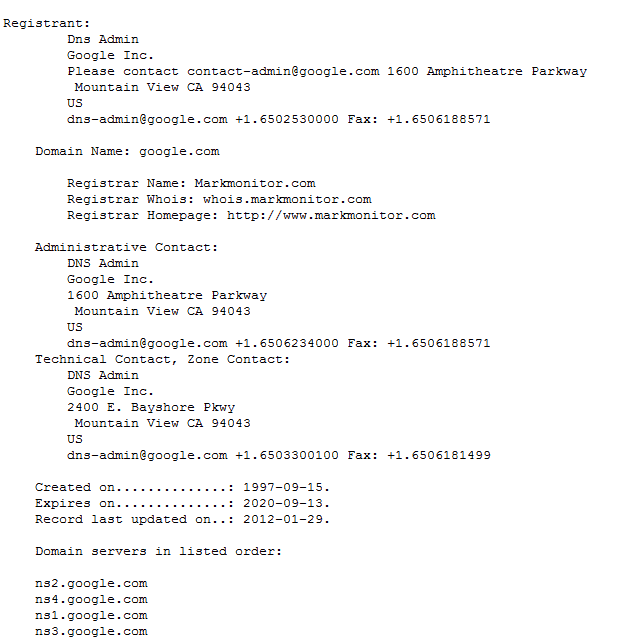 Registrant:
Dns Admin
Google Inc.
Please contact contact-admin@google.com 1600 Amphitheatre Parkway
Mountain View CA 94043
US
dns-admin@google.com +1.6502530000 Fax: +1.6506188571
Domain Name: google.com
Registrar Name: Markmonitor.com
Registrar Whois: whois.markmonitor.com
Registrar Homepage: http://www.markmonitor.com
Administrative Contact:
DNS Admin
Google Inc.
1600 Amphitheatre Parkway
Mountain View CA 94043
US
dns-admin@google.com +1.6506234000 Fax: +1.6506188571
Technical Contact, Zone Contact:
DNS Admin
Google Inc.
2400 E. Bayshore Pkwy
Mountain View CA 94043
US
dns-admin@google.com +1.6503300100 Fax: +1.6506181499
Created on..............: 1997-09-15.
Expires on..............: 2020-09-13.
Record last updated on..: 2012-01-29.
Domain servers in listed order:
ns2.google.com
ns4.google.com
ns1.google.com
ns3.google.com